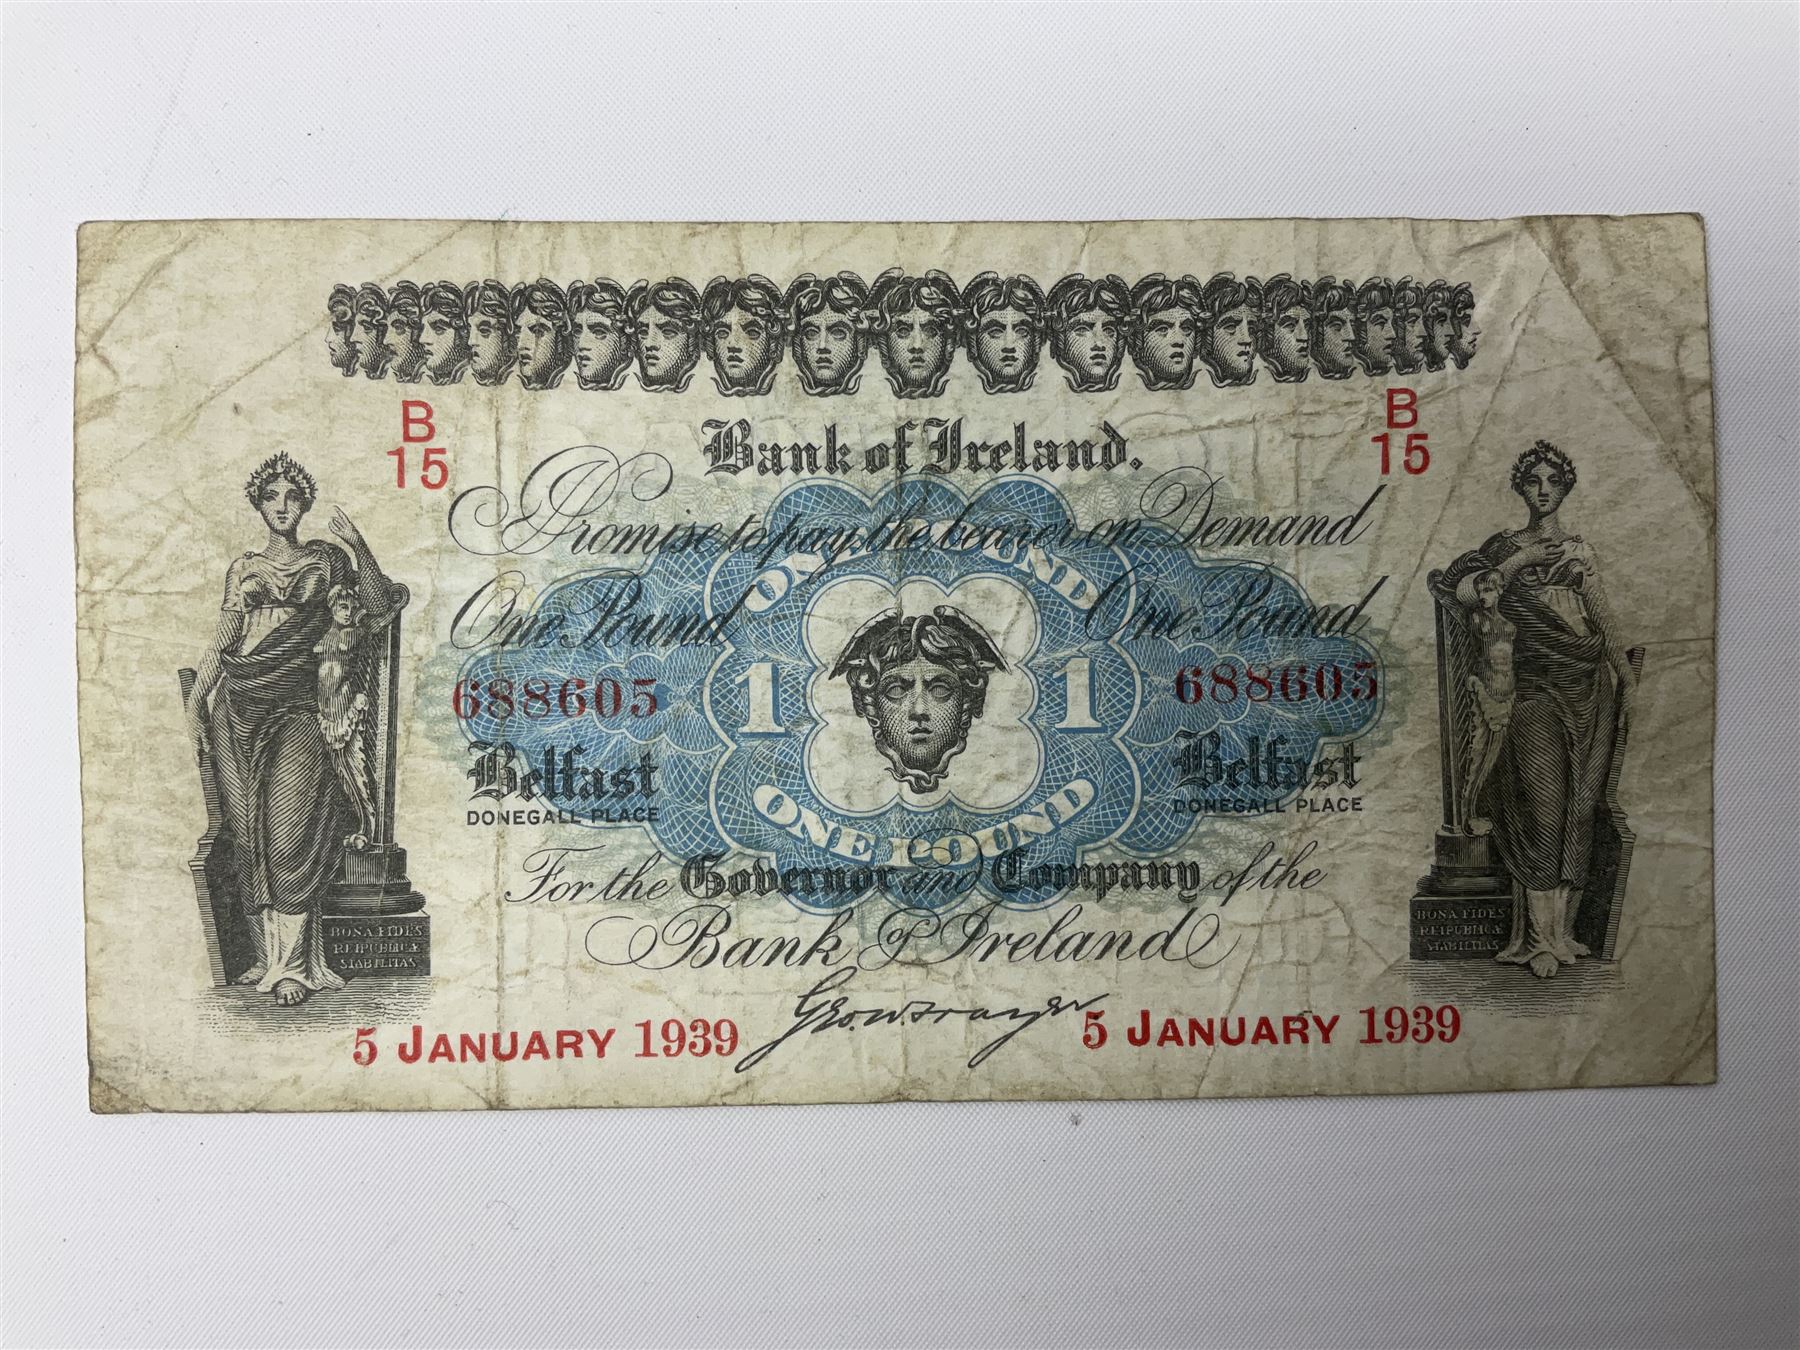 B B
15 15
Bank of Ireland.
I Promise to pay the bearer on Demand
ONE POUND
One Pound One Pound
688605 1 1 688605
Belfast Belfast
DONEGALL PLACE DONEGALL PLACE
ONE POUND
For the Governor and Company of the
Bank of Ireland
BONA FIDES
REIPUBLICÆ
STABILITAS
BONA FIDES
REIPUBLICÆ
STABILITAS
5 JANUARY 1939 5 JANUARY 1939